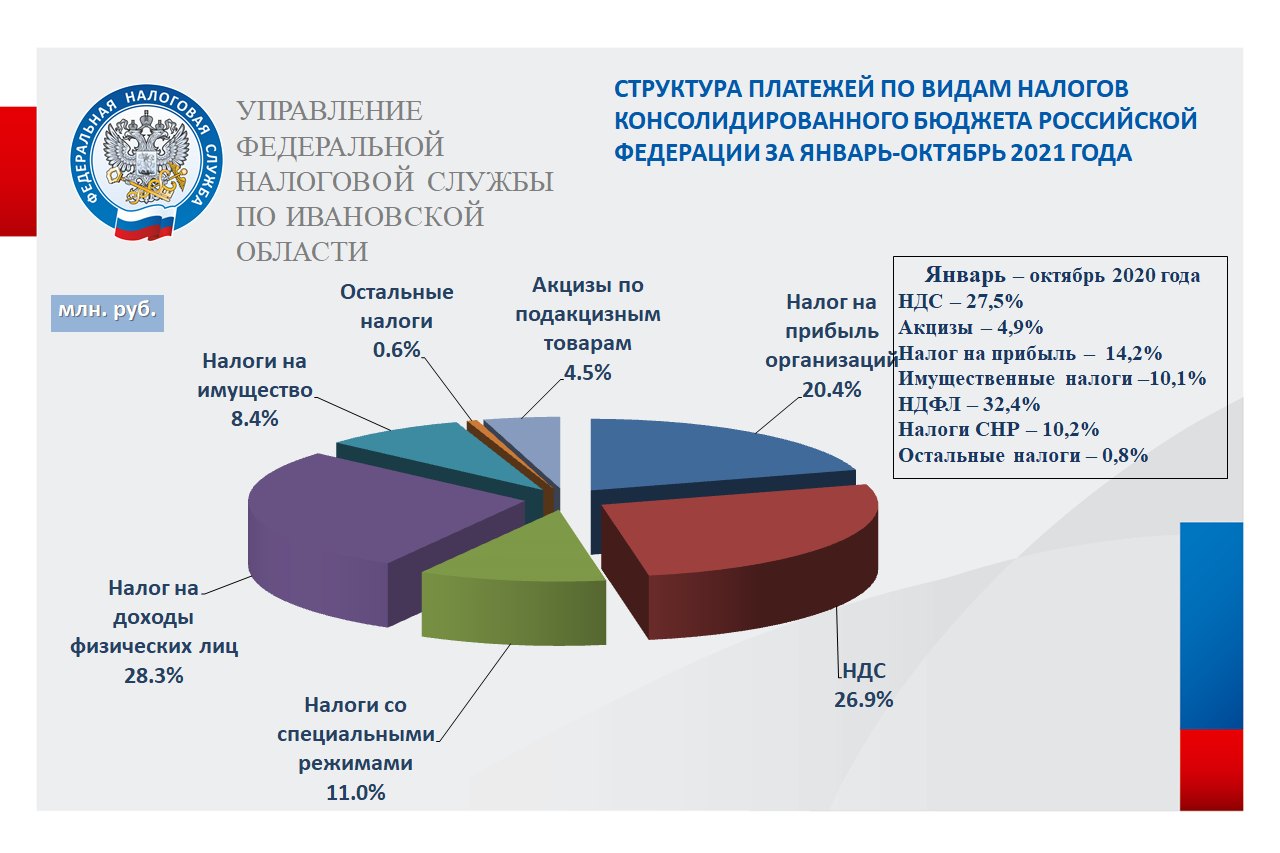 ФЕДЕРАЛЬНАЯ НАЛОГОВАЯ СЛУЖБА
УПРАВЛЕНИЕ
ФЕДЕРАЛЬНОЙ
НАЛОГОВОЙ СЛУЖБЫ
ПО ИВАНОВСКОЙ
ОБЛАСТИ
СТРУКТУРА ПЛАТЕЖЕЙ ПО ВИДАМ НАЛОГОВ
КОНСОЛИДИРОВАННОГО БЮДЖЕТА РОССИЙСКОЙ
ФЕДЕРАЦИИ ЗА ЯНВАРЬ-ОКТЯБРЬ 2021 ГОДА
млн. руб.
Январь – октябрь 2020 года
НДС – 27,5%
Акцизы – 4,9%
Налог на прибыль – 14,2%
Имущественные налоги –10,1%
НДФЛ – 32,4%
Налоги СНР – 10,2%
Остальные налоги – 0,8%
Остальные
налоги
0.6%
Акцизы по
подакцизным
товарам
4.5%
Налог на
прибыль
организаций
20.4%
Налоги на
имущество
8.4%
Налог на
доходы
физических лиц
28.3%
НДС
26.9%
Налоги со
специальными
режимами
11.0%